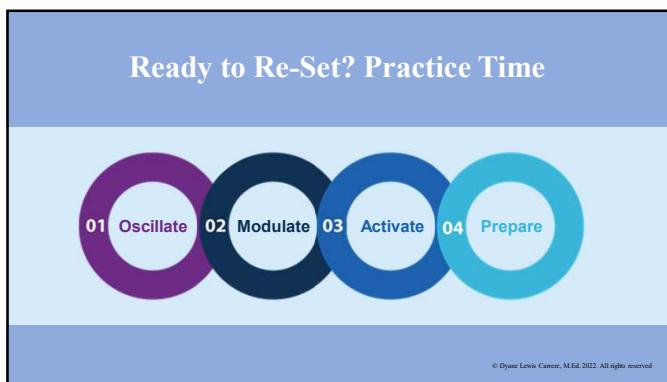 Ready to Re-Set? Practice Time
01 Oscillate 02 Modulate 03 Activate 04 Prepare
© Dyane Lewis Carrere, M.Ed. 2022. All rights reserved